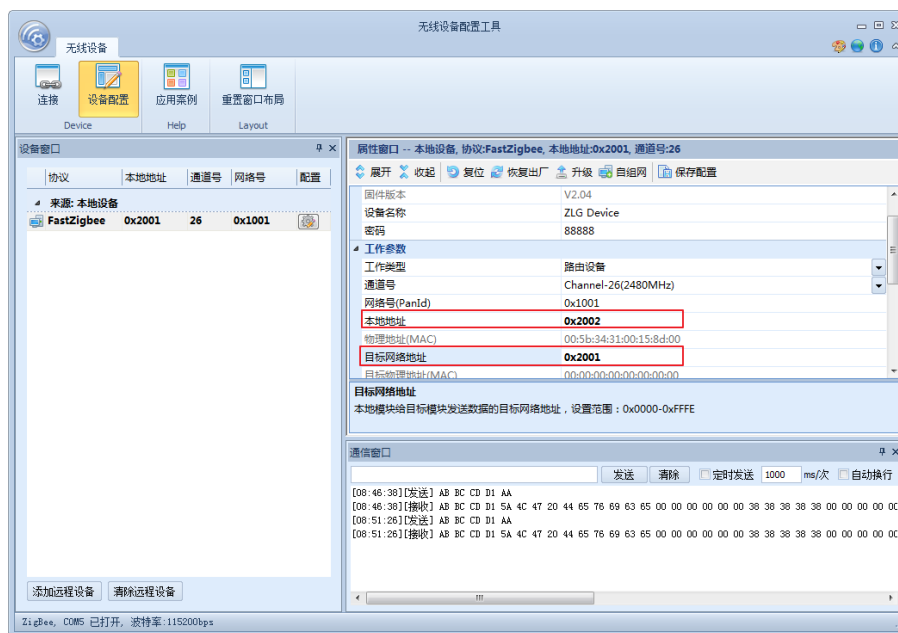 无线设备配置工具
无线设备
连接
设备配置
应用案例
重置窗口布局
Device
Help
Layout
设备窗口
协议 本地地址 通道号 网络号 配置
来源: 本地设备
FastZigbee 0x2001 26 0x1001
添加远程设备 清除远程设备
属性窗口 -- 本地设备, 协议:FastZigbee, 本地地址:0x2001, 通道号:26
展开 收起 复位 恢复出厂 升级 自组网 保存配置
固件版本 V2.04
设备名称 ZLG Device
密码 88888
工作参数
工作类型 路由设备
通道号 Channel-26(2480MHz)
网络号(PanId) 0x1001
本地地址 0x2002
物理地址(MAC) 00:5b:34:31:00:15:8d:00
目标网络地址 0x2001
目标物理地址(MAC) 00:00:00:00:00:00:00:00
目标网络地址
本地模块给目标模块发送数据的目标网络地址，设置范围：0x0000-0xFFFE
通信窗口
发送 清除 定时发送 1000 ms/次 自动换行
[08:46:38][发送] AB BC CD D1 AA
[08:46:38][接收] AB BC CD D1 5A 4C 47 20 44 65 76 69 63 65 00 00 00 00 00 00 38 38 38 38 38 00 00 00 00 0C
[08:51:26][发送] AB BC CD D1 AA
[08:51:26][接收] AB BC CD D1 5A 4C 47 20 44 65 76 69 63 65 00 00 00 00 00 00 38 38 38 38 38 00 00 00 00 0C
ZigBee, COM5 已打开, 波特率:115200bps